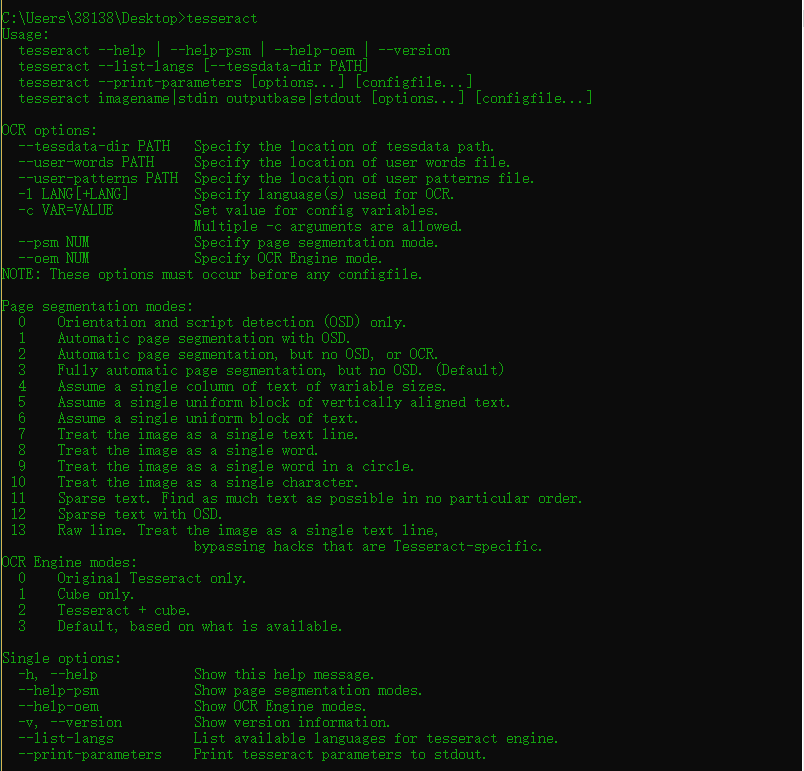 C:\Users\38138\Desktop>tesseract
Usage:
  tesseract --help | --help-psm | --help-oem | --version
  tesseract --list-langs [--tessdata-dir PATH]
  tesseract --print-parameters [options...] [configfile...]
  tesseract imagename|stdin outputbase|stdout [options...] [configfile...]

OCR options:
  --tessdata-dir PATH   Specify the location of tessdata path.
  --user-words PATH     Specify the location of user words file.
  --user-patterns PATH  Specify the location of user patterns file.
  -l LANG[+LANG]        Specify language(s) used for OCR.
  -c VAR=VALUE          Set value for config variables.
                        Multiple -c arguments are allowed.
  --psm NUM             Specify page segmentation mode.
  --oem NUM             Specify OCR Engine mode.
NOTE: These options must occur before any configfile.

Page segmentation modes:
  0    Orientation and script detection (OSD) only.
  1    Automatic page segmentation with OSD.
  2    Automatic page segmentation, but no OSD, or OCR.
  3    Fully automatic page segmentation, but no OSD. (Default)
  4    Assume a single column of text of variable sizes.
  5    Assume a single uniform block of vertically aligned text.
  6    Assume a single uniform block of text.
  7    Treat the image as a single text line.
  8    Treat the image as a single word.
  9    Treat the image as a single word in a circle.
 10    Treat the image as a single character.
 11    Sparse text. Find as much text as possible in no particular order.
 12    Sparse text with OSD.
 13    Raw line. Treat the image as a single text line,
                        bypassing hacks that are Tesseract-specific.
OCR Engine modes:
  0    Original Tesseract only.
  1    Cube only.
  2    Tesseract + cube.
  3    Default, based on what is available.

Single options:
  -h, --help            Show this help message.
  --help-psm            Show page segmentation modes.
  --help-oem            Show OCR Engine modes.
  -v, --version         Show version information.
  --list-langs          List available languages for tesseract engine.
  --print-parameters    Print tesseract parameters to stdout.